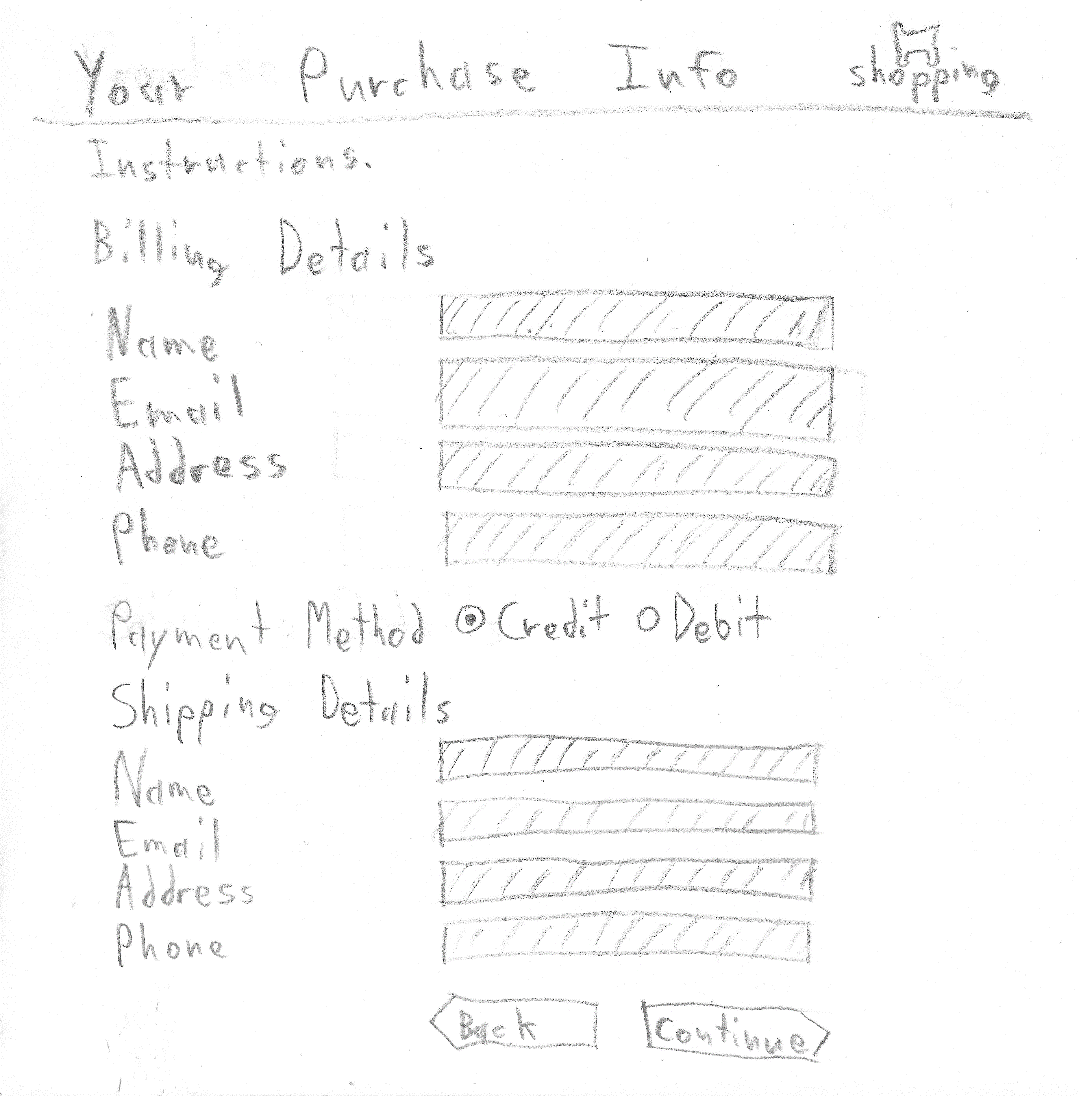 Your Purchase Info shopping
Instructions.
Billing Details
Name
Email
Address
Phone
Payment Method Credit Debit
Shipping Details
Name
Email
Address
Phone
Back Continue